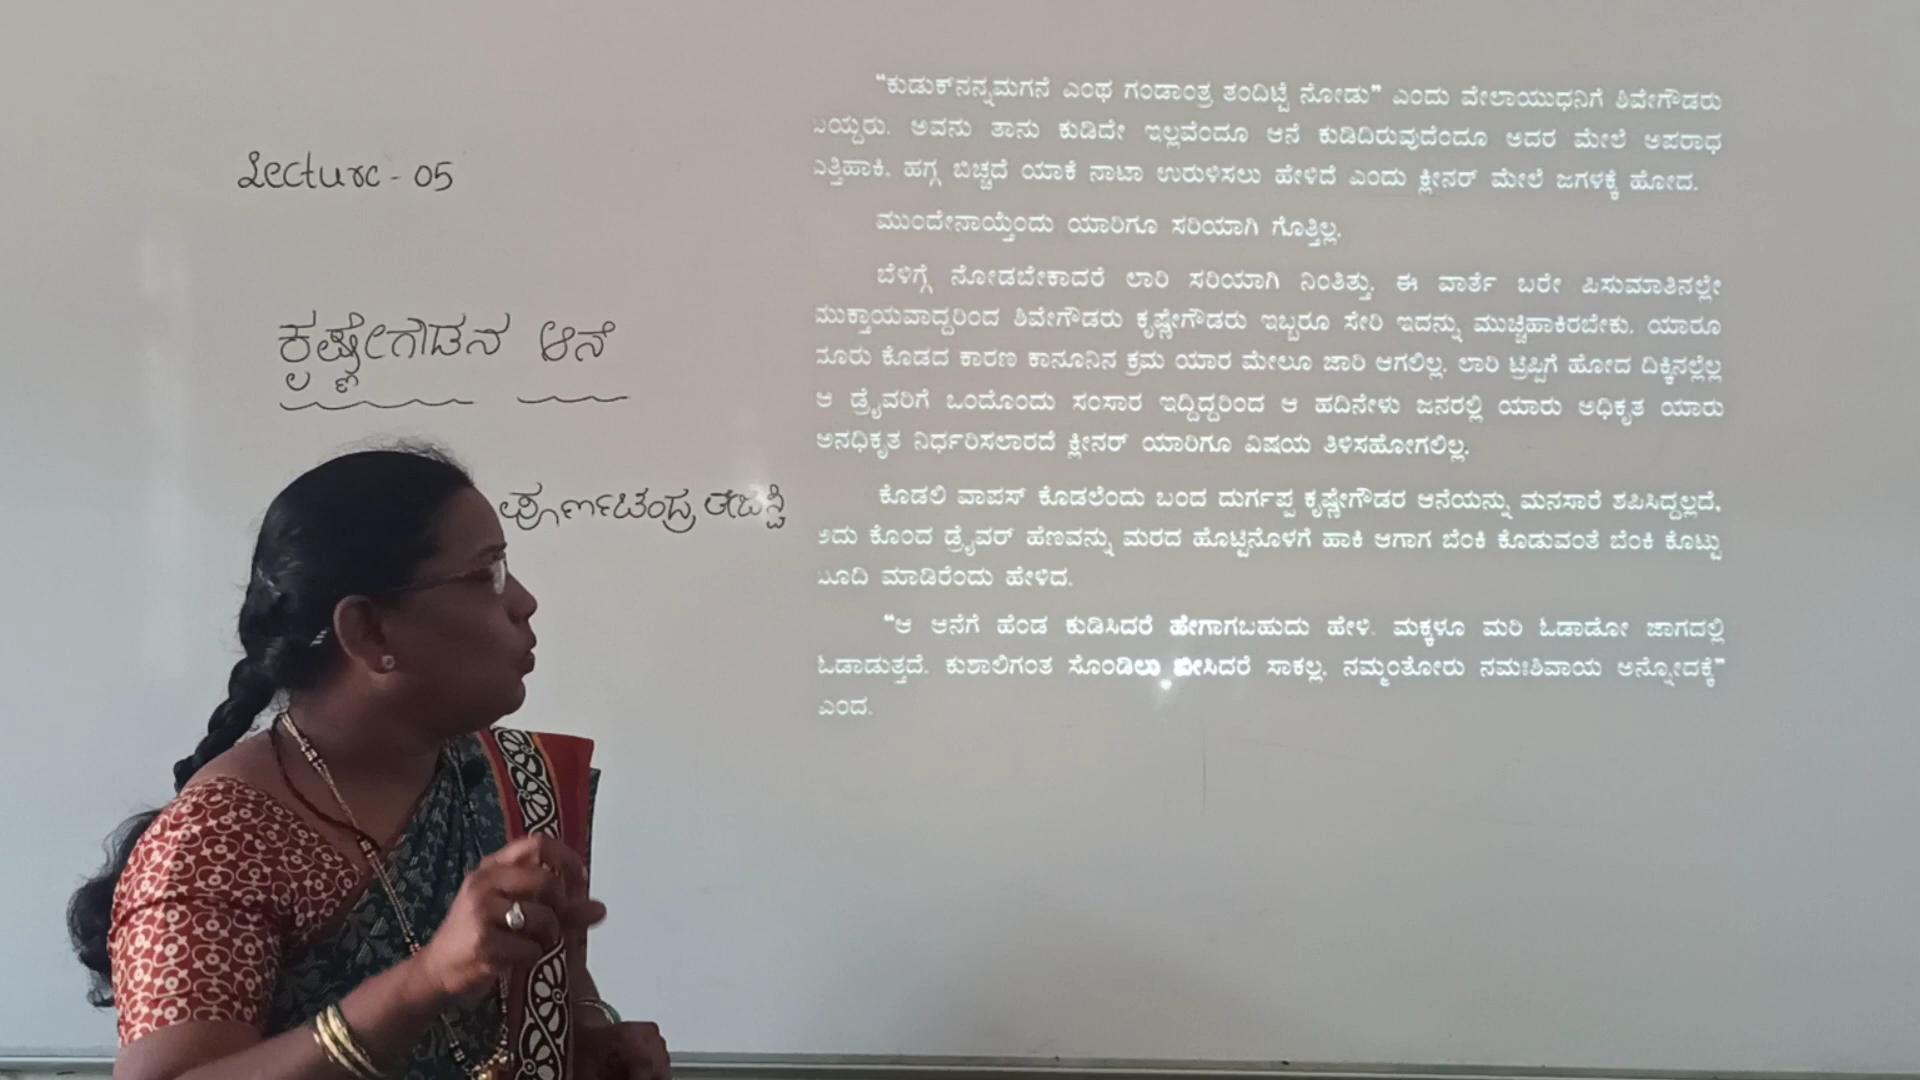 Lecture - 05
ಕೃಷ್ಣೇಗೌಡನ ಆನೆ
ಪೂರ್ಣಚಂದ್ರ ತೇಜಸ್ವಿ
“ಕುಡುಕ್‌ನನ್ನಮಗನೆ ಎಂಥ ಗಂಡಾಂತ್ರ ತಂದಿಟ್ಟೆ ನೋಡು” ಎಂದು ವೇಲಾಯುಧನಿಗೆ ಶಿವೇಗೌಡರು
ಬಯ್ದರು. ಅವನು ತಾನು ಕುಡಿದೇ ಇಲ್ಲವೆಂದೂ ಆನೆ ಕುಡಿದಿರುವುದೆಂದೂ ಅದರ ಮೇಲೆ ಅಪರಾಧ
ಎತ್ತಿಹಾಕಿ. ಹಗ್ಗ ಬಿಚ್ಚದೆ ಯಾಕೆ ನಾಟಾ ಉರುಳಿಸಲು ಹೇಳಿದೆ ಎಂದು ಕ್ಲೀನರ್ ಮೇಲೆ ಜಗಳಕ್ಕೆ ಹೋದ.
ಮುಂದೇನಾಯ್ತೆಂದು ಯಾರಿಗೂ ಸರಿಯಾಗಿ ಗೊತ್ತಿಲ್ಲ.
ಬೆಳಿಗ್ಗೆ ನೋಡಬೇಕಾದರೆ ಲಾರಿ ಸರಿಯಾಗಿ ನಿಂತಿತ್ತು. ಈ ವಾರ್ತೆ ಬರೇ ಪಿಸುಮಾತಿನಲ್ಲೇ
ಮುಕ್ತಾಯವಾದ್ದರಿಂದ ಶಿವೇಗೌಡರು ಕೃಷ್ಣೇಗೌಡರು ಇಬ್ಬರೂ ಸೇರಿ ಇದನ್ನು ಮುಚ್ಚಿಹಾಕಿರಬೇಕು. ಯಾರೂ
ದೂರು ಕೊಡದ ಕಾರಣ ಕಾನೂನಿನ ಕ್ರಮ ಯಾರ ಮೇಲೂ ಜಾರಿ ಆಗಲಿಲ್ಲ. ಲಾರಿ ಟ್ರಿಪ್ಪಿಗೆ ಹೋದ ದಿಕ್ಕಿನಲ್ಲೆಲ್ಲ
ಆ ಡ್ರೈವರಿಗೆ ಒಂದೊಂದು ಸಂಸಾರ ಇದ್ದಿದ್ದರಿಂದ ಆ ಹದಿನೇಳು ಜನರಲ್ಲಿ ಯಾರು ಅಧಿಕೃತ ಯಾರು
ಅನಧಿಕೃತ ನಿರ್ಧರಿಸಲಾರದೆ ಕ್ಲೀನರ್ ಯಾರಿಗೂ ವಿಷಯ ತಿಳಿಸಹೋಗಲಿಲ್ಲ.
ಕೊಡಲಿ ವಾಪಸ್ ಕೊಡಲೆಂದು ಬಂದ ದುರ್ಗಪ್ಪ ಕೃಷ್ಣೇಗೌಡರ ಆನೆಯನ್ನು ಮನಸಾರೆ ಶಪಿಸಿದ್ದಲ್ಲದೆ,
ಅದು ಕೊಂದ ಡ್ರೈವರ್ ಹೆಣವನ್ನು ಮರದ ಹೊಟ್ಟಿನೊಳಗೆ ಹಾಕಿ ಆಗಾಗ ಬೆಂಕಿ ಕೊಡುವಂತೆ ಬೆಂಕಿ ಕೊಟ್ಟು
ಬೂದಿ ಮಾಡಿರೆಂದು ಹೇಳಿದ.
“ಆ ಆನೆಗೆ ಹೆಂಡ ಕುಡಿಸಿದರೆ ಹೇಗಾಗಬಹುದು ಹೇಳಿ. ಮಕ್ಕಳೂ ಮರಿ ಓಡಾಡೋ ಜಾಗದಲ್ಲಿ
ಓಡಾಡುತ್ತದೆ. ಕುಶಾಲಿಗಂತ ಸೊಂಡಿಲು ಬೀಸಿದರೆ ಸಾಕಲ್ಲ. ನಮ್ಮಂತೋರು ನಮಃಶಿವಾಯ ಅನ್ನೋದಕ್ಕೆ”
ಎಂದ.